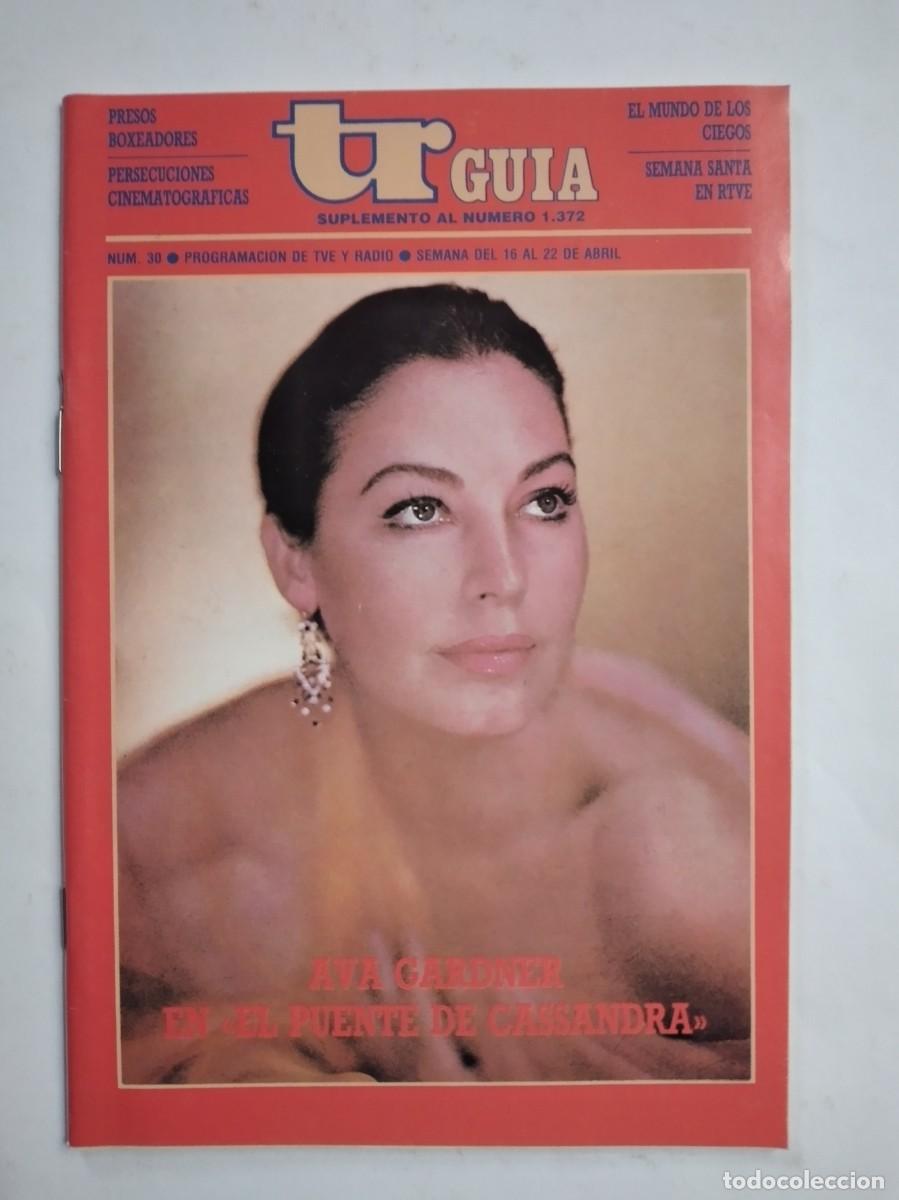 PRESOS
BOXEADORES
PERSECUCIONES
CINEMATOGRAFICAS
tr GUIA
SUPLEMENTO AL NUMERO 1.372
EL MUNDO DE LOS
CIEGOS
SEMANA SANTA
EN RTVE
NUM. 30 ● PROGRAMACION DE TVE Y RADIO ● SEMANA DEL 16 AL 22 DE ABRIL
AVA GARDNER
EN «EL PUENTE DE CASSANDRA»
todocoleccion